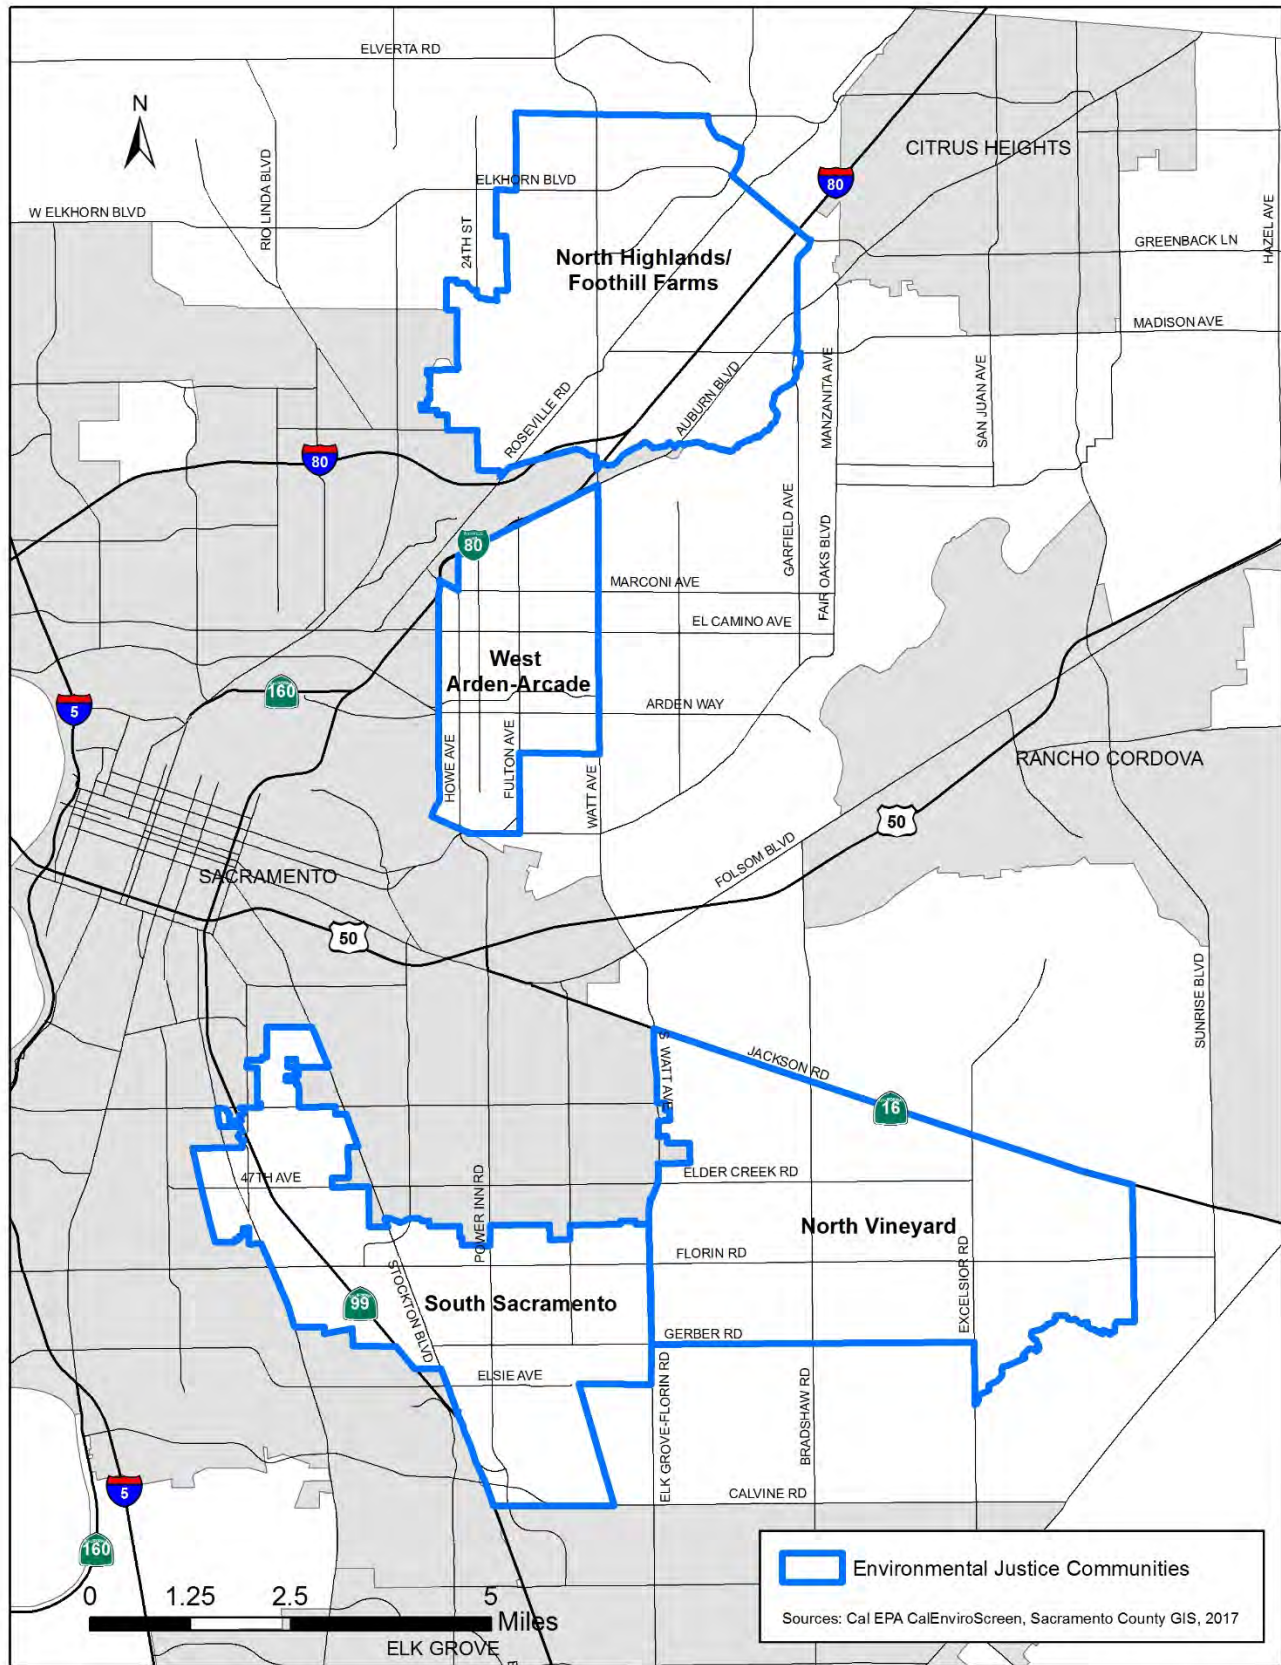 ELVERTA RD
N
CITRUS HEIGHTS
RIO LINDA BLVD
ELKHORN BLVD
80
W ELKHORN BLVD
24TH ST
HAZEL AVE
GREENBACK LN
North Highlands/
Foothill Farms
MADISON AVE
ROSEVILLE RD
AUBURN BLVD
MANZANITA AVE
SAN JUAN AVE
80
80
GARFIELD AVE
FAIR OAKS BLVD
MARCONI AVE
EL CAMINO AVE
West
Arden-Arcade
160
5
ARDEN WAY
HOWE AVE
FULTON AVE
WATT AVE
RANCHO CORDOVA
50
FOLSOM BLVD
SACRAMENTO
50
SUNRISE BLVD
S WATT AVE
JACKSON RD
16
47TH AVE
POWER INN RD
ELDER CREEK RD
North Vineyard
FLORIN RD
EXCELSIOR RD
STOCKTON BLVD
99
South Sacramento
GERBER RD
ELSIE AVE
ELK GROVE-FLORIN RD
BRADSHAW RD
CALVINE RD
5
160
0 1.25 2.5 5
Miles
ELK GROVE
Environmental Justice Communities
Sources: Cal EPA CalEnviroScreen, Sacramento County GIS, 2017